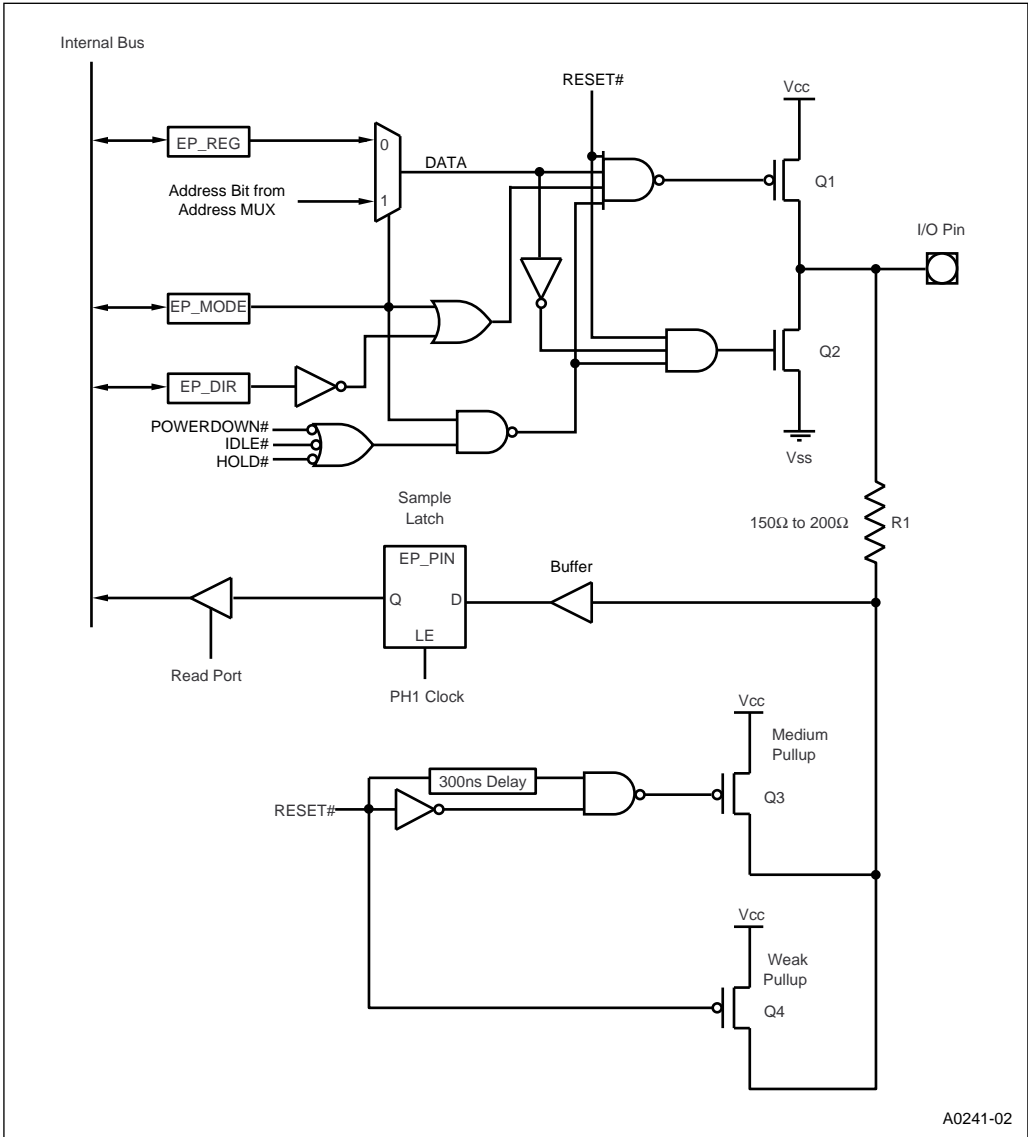 Internal Bus
RESET#
Vcc
EP_REG
0
DATA
Q1
Address Bit from
Address MUX
1
I/O Pin
EP_MODE
Q2
EP_DIR
POWERDOWN#
IDLE#
HOLD#
Vss
Sample
Latch
150Ω to 200Ω
R1
EP_PIN
Buffer
Q
D
LE
Read Port
PH1 Clock
Vcc
Medium
Pullup
300ns Delay
Q3
RESET#
Vcc
Weak
Pullup
Q4
A0241-02